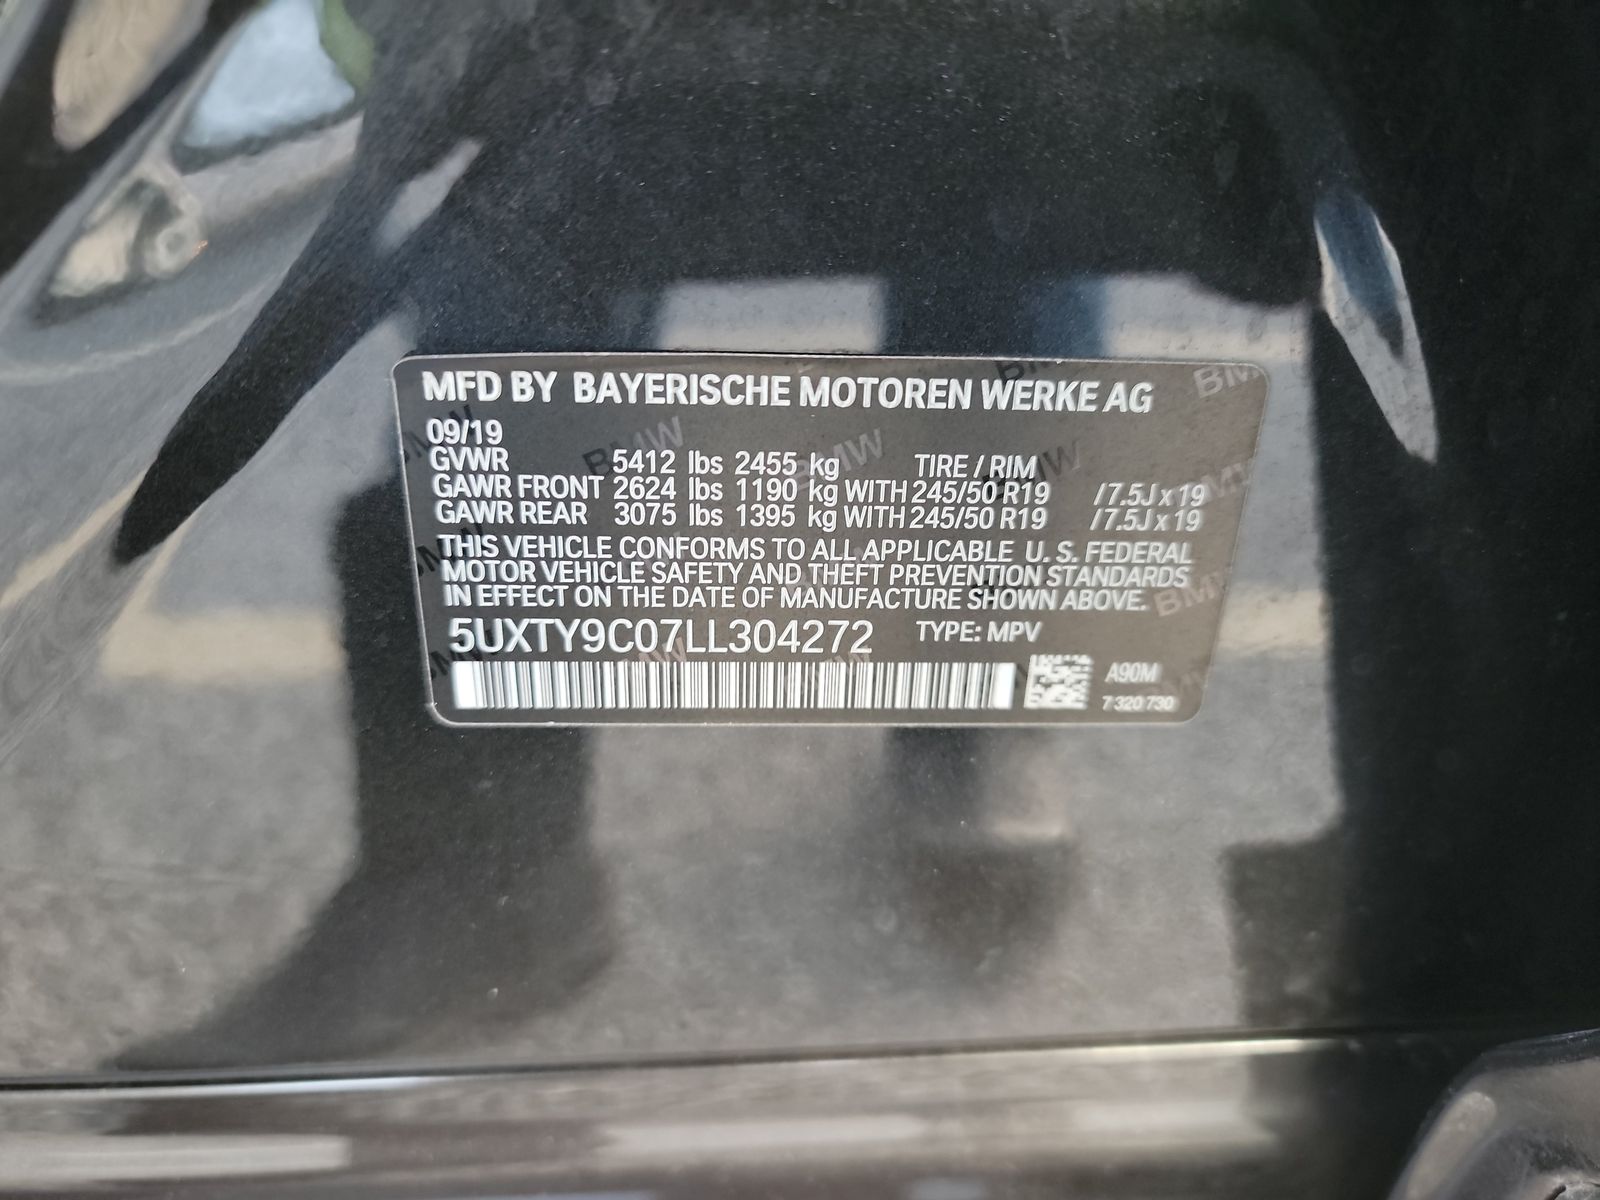 MFD BY BAYERISCHE MOTOREN WERKE AG
09/19
GVWR 5412 lbs 2455 kg TIRE / RIM
GAWR FRONT 2624 lbs 1190 kg WITH 245/50 R19 / 7.5J x 19
GAWR REAR 3075 lbs 1395 kg WITH 245/50 R19 / 7.5J x 19
THIS VEHICLE CONFORMS TO ALL APPLICABLE U. S. FEDERAL
MOTOR VEHICLE SAFETY AND THEFT PREVENTION STANDARDS
IN EFFECT ON THE DATE OF MANUFACTURE SHOWN ABOVE.
5UXTY9C07LL304272 TYPE: MPV
A90M
7 320 730